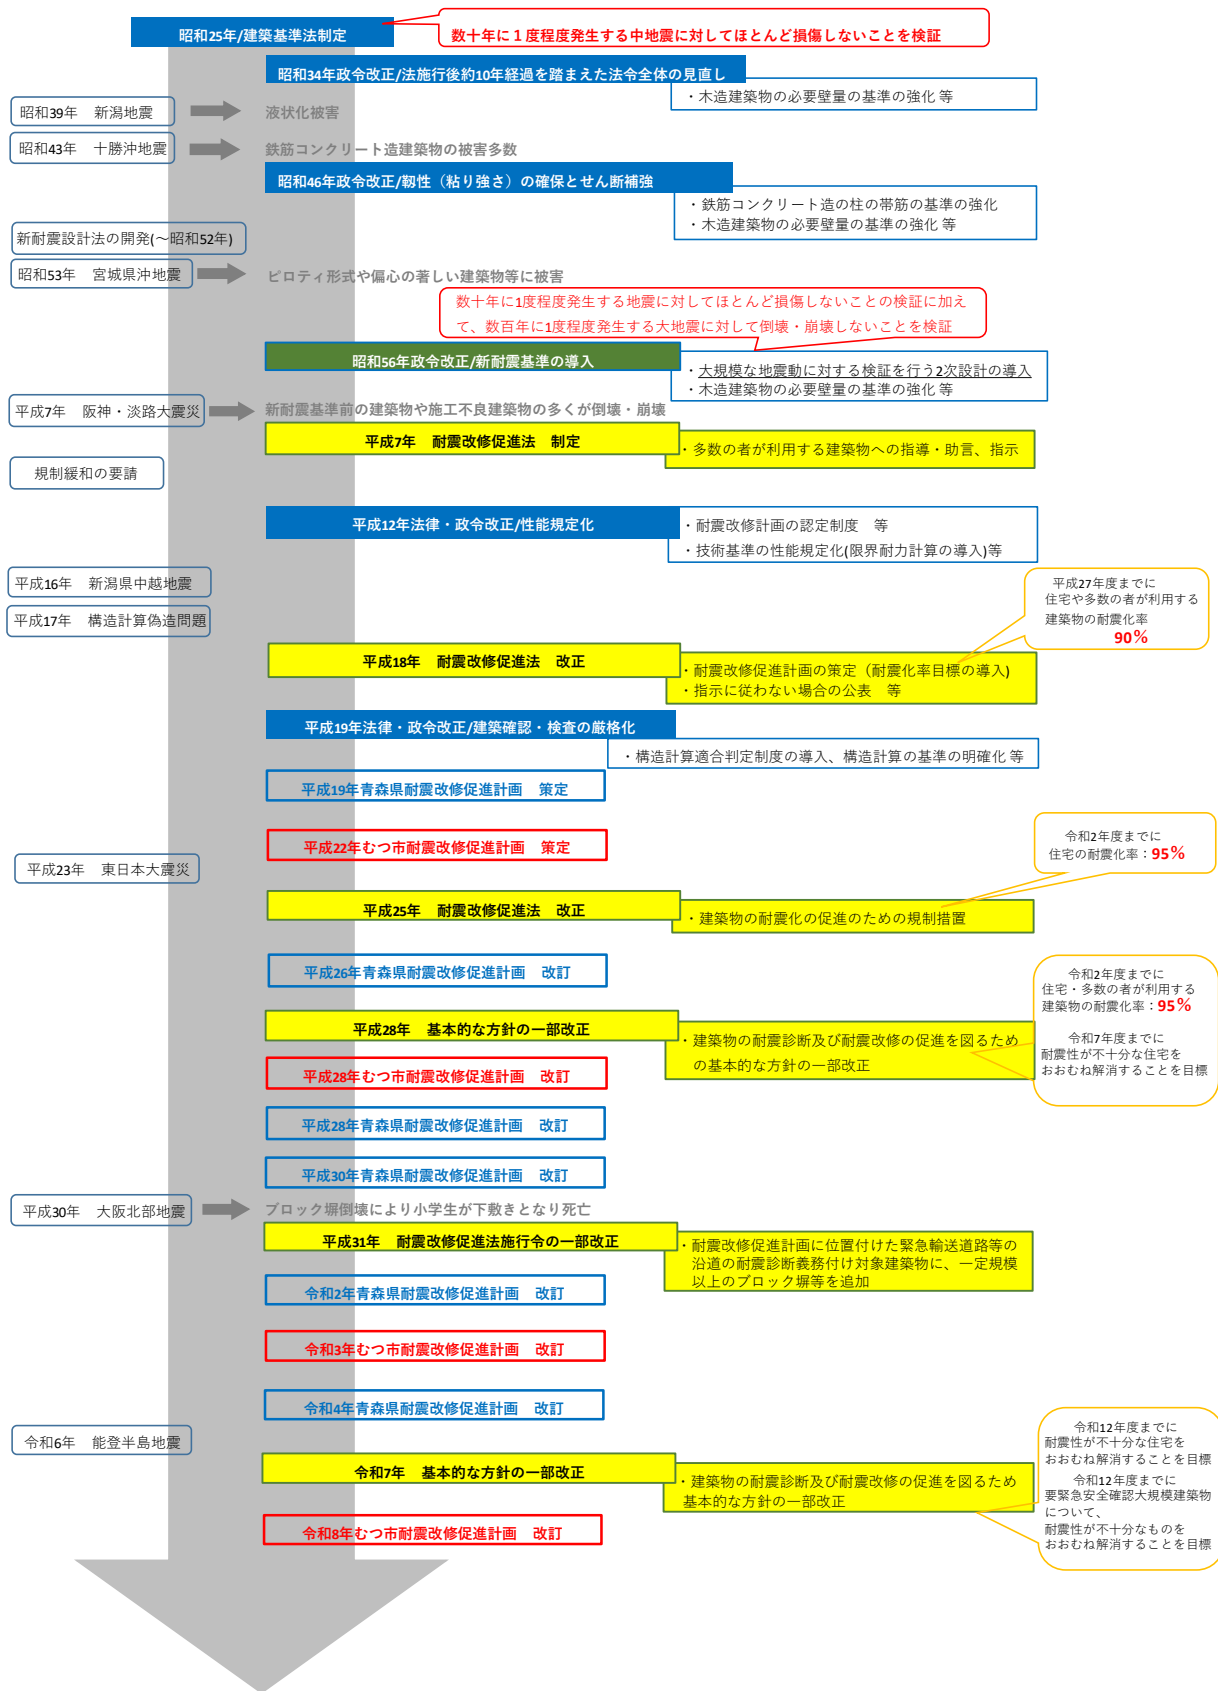 昭和25年/建築基準法制定
数十年に１度程度発生する中地震に対してほとんど損傷しないことを検証
昭和34年政令改正/法施行後約10年経過を踏まえた法令全体の見直し
・木造建築物の必要壁量の基準の強化 等
昭和39年　新潟地震
液状化被害
昭和43年　十勝沖地震
鉄筋コンクリート造建築物の被害多数
昭和46年政令改正/靱性（粘り強さ）の確保とせん断補強
・鉄筋コンクリート造の柱の帯筋の基準の強化
・木造建築物の必要壁量の基準の強化 等
新耐震設計法の開発(～昭和52年)
昭和53年　宮城県沖地震
ピロティ形式や偏心の著しい建築物等に被害
数十年に1度程度発生する地震に対してほとんど損傷しないことの検証に加え
て、数百年に1度程度発生する大地震に対して倒壊・崩壊しないことを検証
昭和56年政令改正/新耐震基準の導入
・大規模な地震動に対する検証を行う2次設計の導入
・木造建築物の必要壁量の基準の強化 等
平成7年　阪神・淡路大震災
新耐震基準前の建築物や施工不良建築物の多くが倒壊・崩壊
平成7年　耐震改修促進法　制定
・多数の者が利用する建築物への指導・助言、指示
規制緩和の要請
平成12年法律・政令改正/性能規定化
・耐震改修計画の認定制度　等
・技術基準の性能規定化(限界耐力計算の導入)等
平成16年　新潟県中越地震
平成17年　構造計算偽造問題
平成27年度までに
住宅や多数の者が利用する
建築物の耐震化率
90%
平成18年　耐震改修促進法　改正
・耐震改修促進計画の策定（耐震化率目標の導入)
・指示に従わない場合の公表　等
平成19年法律・政令改正/建築確認・検査の厳格化
・構造計算適合判定制度の導入、構造計算の基準の明確化 等
平成19年青森県耐震改修促進計画　策定
平成22年むつ市耐震改修促進計画　策定
令和2年度までに
住宅の耐震化率：95%
平成23年　東日本大震災
平成25年　耐震改修促進法　改正
・建築物の耐震化の促進のための規制措置
平成26年青森県耐震改修促進計画　改訂
令和2年度までに
住宅・多数の者が利用する
建築物の耐震化率：95%
令和7年度までに
耐震性が不十分な住宅を
おおむね解消することを目標
平成28年　基本的な方針の一部改正
・建築物の耐震診断及び耐震改修の促進を図るため
の基本的な方針の一部改正
平成28年むつ市耐震改修促進計画　改訂
平成28年青森県耐震改修促進計画　改訂
平成30年青森県耐震改修促進計画　改訂
平成30年　大阪北部地震
ブロック塀倒壊により小学生が下敷きとなり死亡
平成31年　耐震改修促進法施行令の一部改正
・耐震改修促進計画に位置付けた緊急輸送道路等の
沿道の耐震診断義務付け対象建築物に、一定規模
以上のブロック塀等を追加
令和2年青森県耐震改修促進計画　改訂
令和3年むつ市耐震改修促進計画　改訂
令和4年青森県耐震改修促進計画　改訂
令和6年　能登半島地震
令和12年度までに
耐震性が不十分な住宅を
おおむね解消することを目標
令和12年度までに
要緊急安全確認大規模建築物
について、
耐震性が不十分なものを
おおむね解消することを目標
令和7年　基本的な方針の一部改正
・建築物の耐震診断及び耐震改修の促進を図るため
基本的な方針の一部改正
令和8年むつ市耐震改修促進計画　改訂